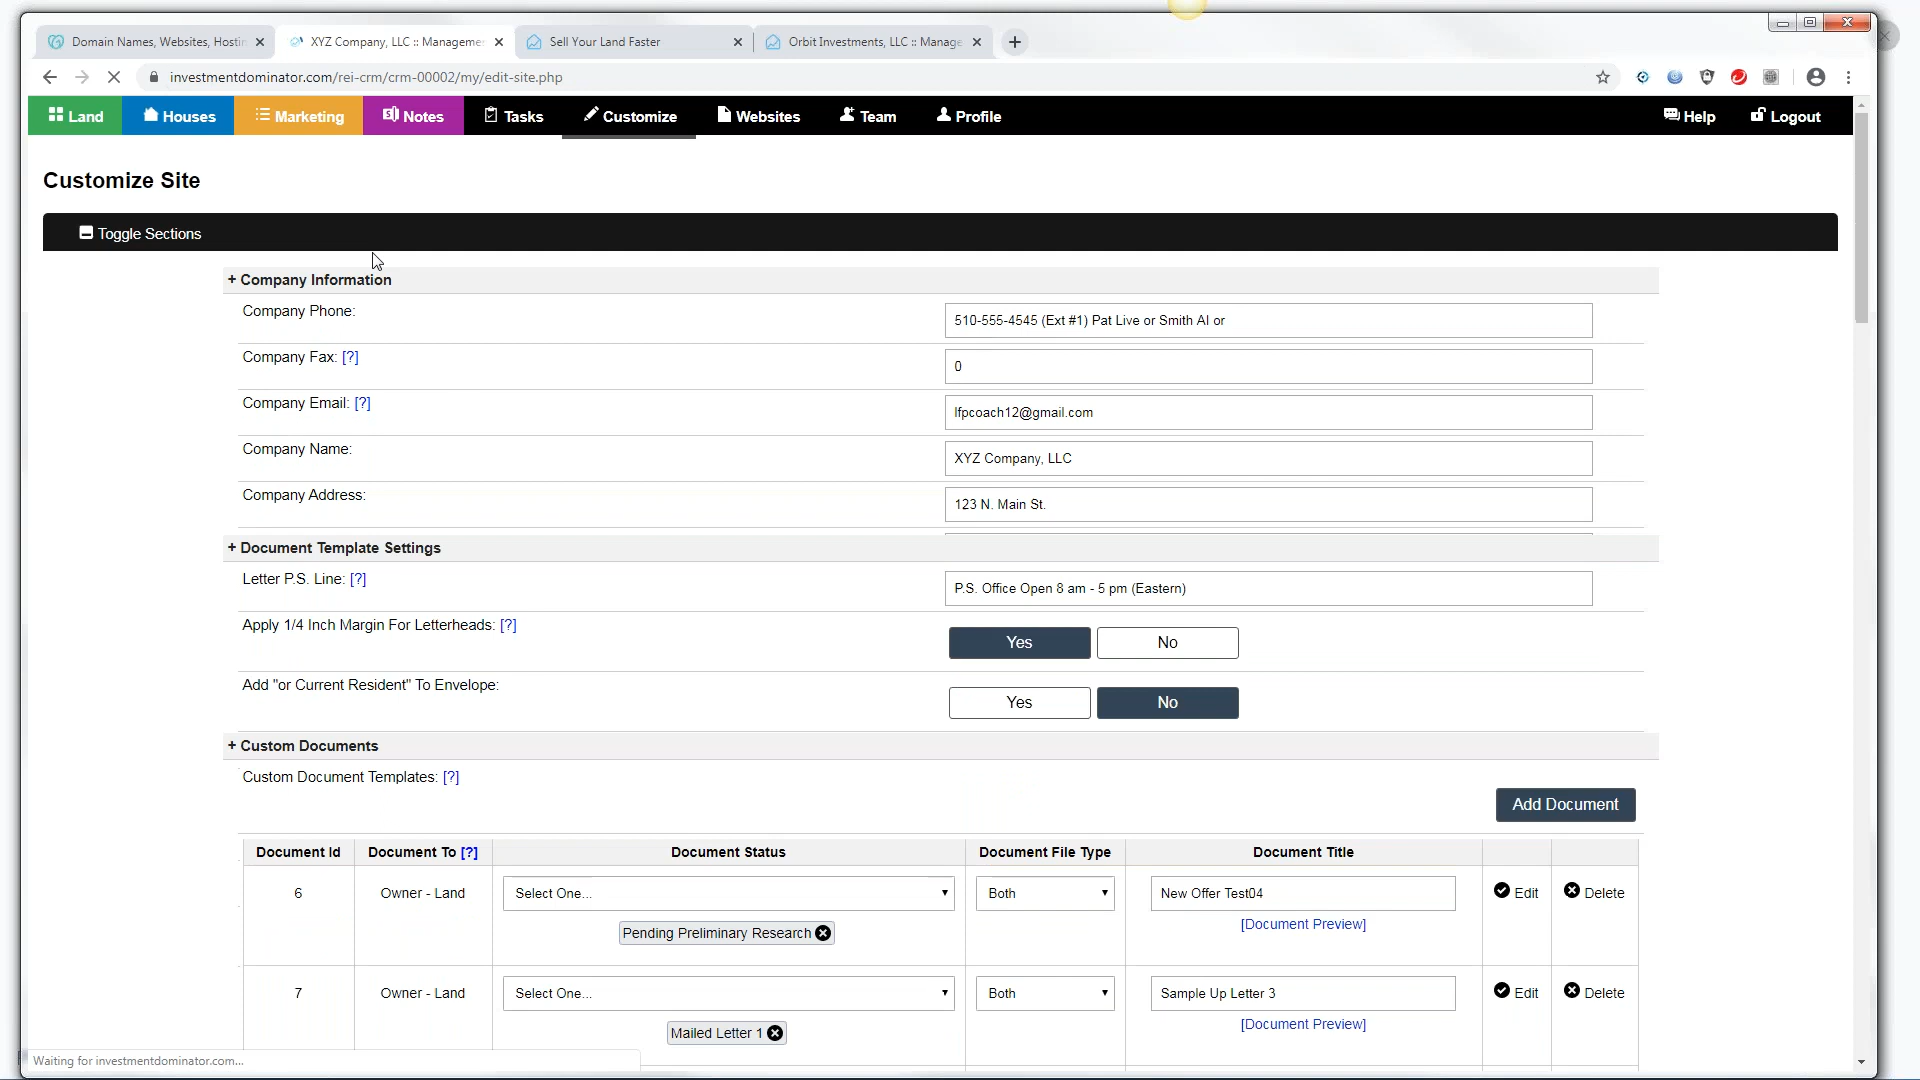 Domain Names, Websites, Hostin
XYZ Company, LLC :: Manageme
Sell Your Land Faster
Orbit Investments, LLC :: Manage
investmentdominator.com/rei-crm/crm-00002/my/edit-site.php
Land
Houses
Marketing
Notes
Tasks
Customize
Websites
Team
Profile
Help
Logout
Customize Site
Toggle Sections
+ Company Information
Company Phone:
510-555-4545 (Ext #1) Pat Live or Smith AI or
Company Fax: [?]
0
Company Email: [?]
lfpcoach12@gmail.com
Company Name:
XYZ Company, LLC
Company Address:
123 N. Main St.
+ Document Template Settings
Letter P.S. Line: [?]
P.S. Office Open 8 am - 5 pm (Eastern)
Apply 1/4 Inch Margin For Letterheads: [?]
Yes
No
Add "or Current Resident" To Envelope:
Yes
No
+ Custom Documents
Custom Document Templates: [?]
Add Document
Document Id
Document To [?]
Document Status
Document File Type
Document Title
6
Owner - Land
Select One...
Both
New Offer Test04
Edit
Delete
Pending Preliminary Research
[Document Preview]
7
Owner - Land
Select One...
Both
Sample Up Letter 3
Edit
Delete
Mailed Letter 1
[Document Preview]
Waiting for investmentdominator.com...